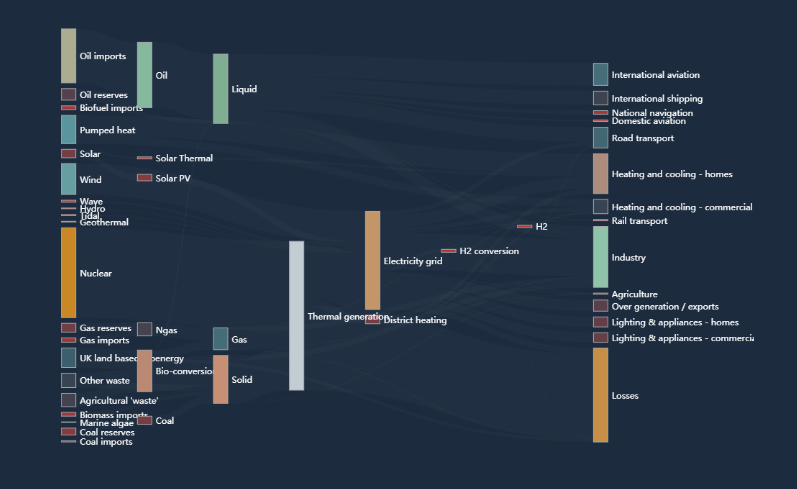 Oil imports
Oil reserves
Biofuel imports
Pumped heat
Solar
Wind
Wave
Hydro
Tidal
Geothermal
Nuclear
Gas reserves
Gas imports
UK land based bioenergy
Other waste
Agricultural 'waste'
Biomass imports
Marine algae
Coal reserves
Coal imports
Oil
Solar Thermal
Solar PV
Ngas
Bio-conversion
Coal
Liquid
Gas
Solid
Thermal generation
Electricity grid
District heating
H2 conversion
H2
International aviation
International shipping
National navigation
Domestic aviation
Road transport
Heating and cooling - homes
Heating and cooling - commercial
Rail transport
Industry
Agriculture
Over generation / exports
Lighting & appliances - homes
Lighting & appliances - commercia
Losses